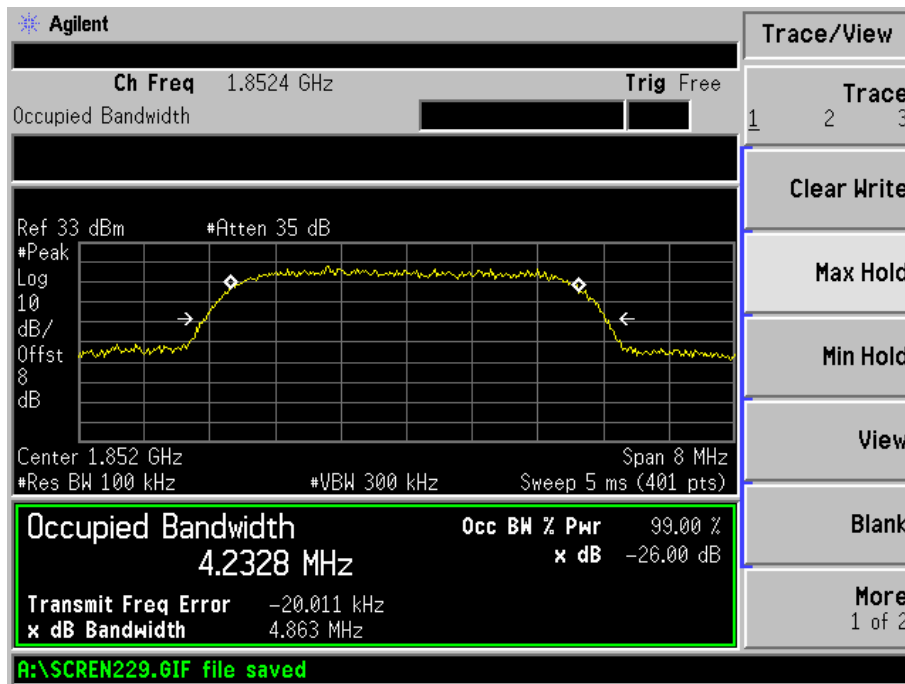 Agilent
Trace/View
Ch Freq 1.8524 GHz Trig Free
Occupied Bandwidth
Trace
1 2 3
Clear Write
Max Hold
Min Hold
View
Blank
More
1 of 2
Ref 33 dBm #Atten 35 dB
#Peak
Log
10
dB/
Offst
8
dB
Center 1.852 GHz Span 8 MHz
#Res BW 100 kHz #VBW 300 kHz Sweep 5 ms (401 pts)
Occupied Bandwidth Occ BW % Pwr 99.00 %
4.2328 MHz x dB -26.00 dB
Transmit Freq Error -20.011 kHz
x dB Bandwidth 4.863 MHz
A:\SCREN229.GIF file saved